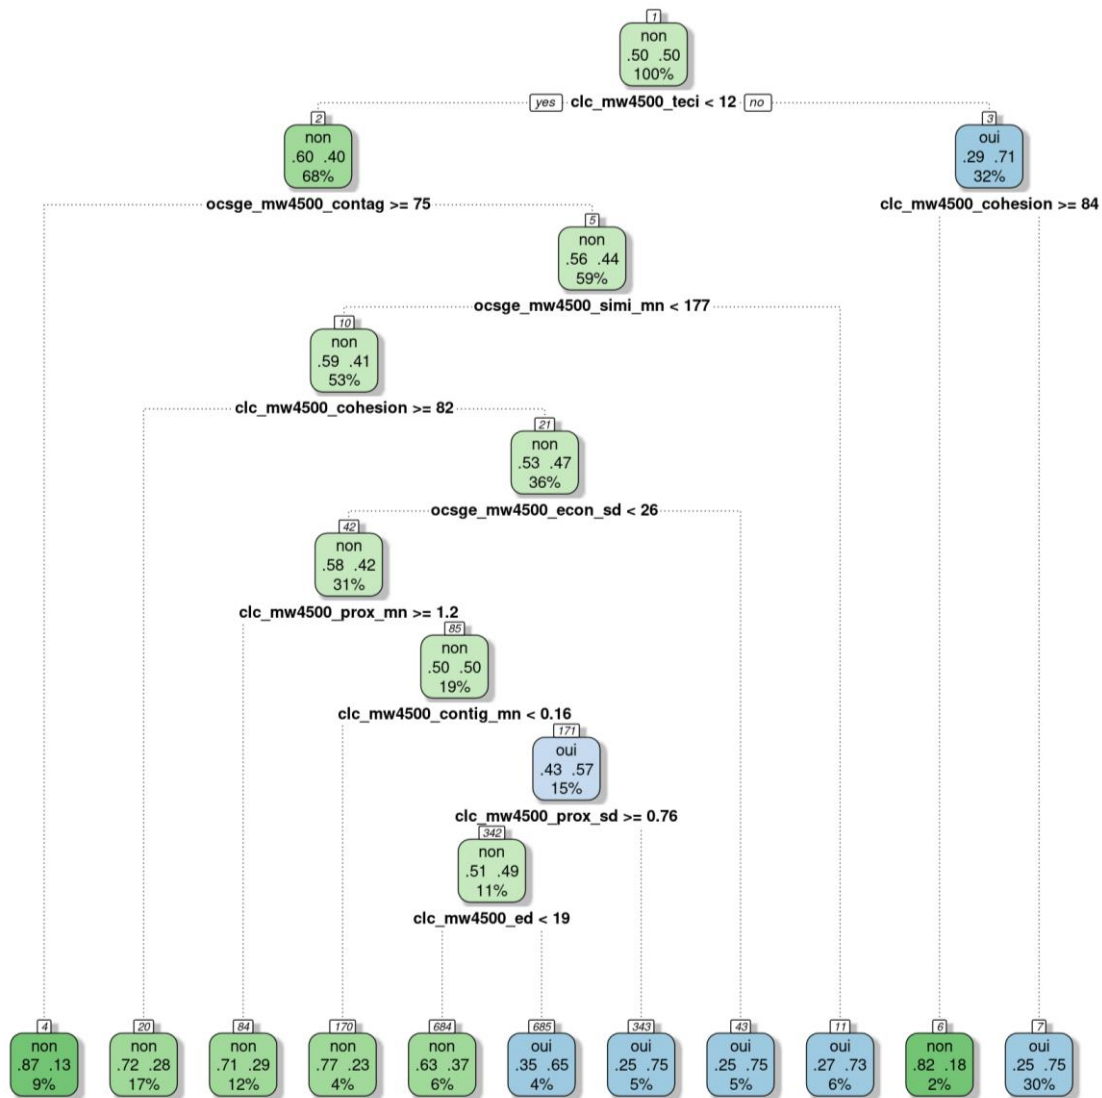 1
non
.50 .50
100%
yes clc_mw4500_teci < 12 no
2
non
.60 .40
68%
3
oui
.29 .71
32%
ocsge_mw4500_contag >= 75
clc_mw4500_cohesion >= 84
5
non
.56 .44
59%
ocsge_mw4500_simi_mn < 177
10
non
.59 .41
53%
clc_mw4500_cohesion >= 82
21
non
.53 .47
36%
ocsge_mw4500_econ_sd < 26
42
non
.58 .42
31%
clc_mw4500_prox_mn >= 1.2
85
non
.50 .50
19%
clc_mw4500_contig_mn < 0.16
171
oui
.43 .57
15%
clc_mw4500_prox_sd >= 0.76
342
non
.51 .49
11%
clc_mw4500_ed < 19
4
non
.87 .13
9%
20
non
.72 .28
17%
84
non
.71 .29
12%
170
non
.77 .23
4%
684
non
.63 .37
6%
685
oui
.35 .65
4%
343
oui
.25 .75
5%
43
oui
.25 .75
5%
11
oui
.27 .73
6%
6
non
.82 .18
2%
7
oui
.25 .75
30%